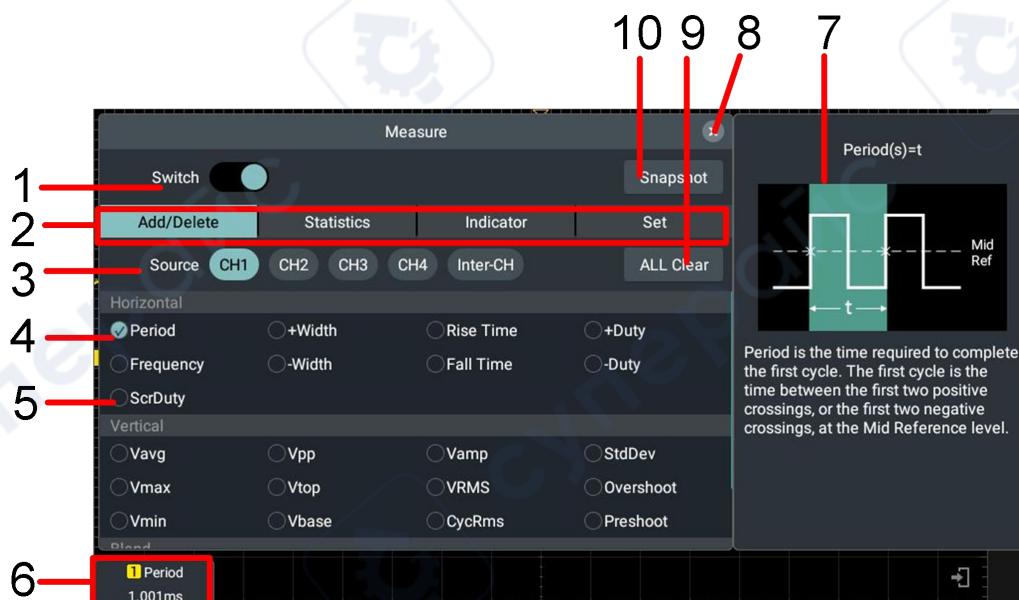 10 9 8 7
Measure
Period(s)=t
1
Switch
Snapshot
2
Add/Delete Statistics Indicator Set
3
Source CH1 CH2 CH3 CH4 Inter-CH ALL Clear
Mid
Ref
Horizontal
t
4
Period +Width Rise Time +Duty
Frequency -Width Fall Time -Duty
5
ScrDuty
Period is the time required to complete
the first cycle. The first cycle is the
time between the first two positive
crossings, or the first two negative
crossings, at the Mid Reference level.
Vertical
Vavg Vpp Vamp StdDev
Vmax Vtop VRMS Overshoot
Vmin Vbase CycRms Preshoot
Blend
6
1 Period
1.001ms
суперайс
суперайс